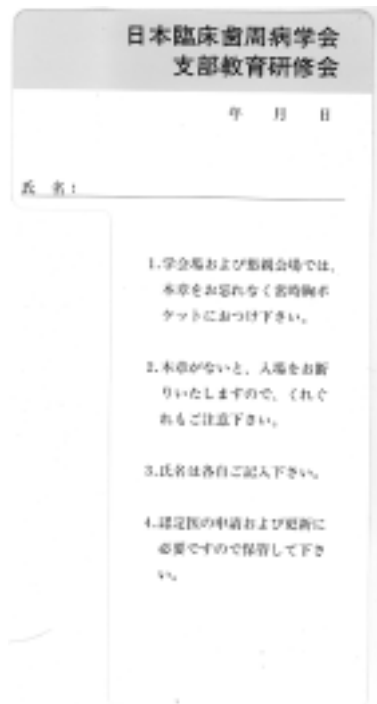 日本臨床歯周病学会
支部教育研修会
年 月 日
氏 名:
1.学会場および懇親会場では、
本章をお忘れなく常時胸ポ
ケットにおつけ下さい。
2.本章がないと、入場をお断
りいたしますので、くれぐ
れもご注意下さい。
3.氏名は各自ご記入下さい。
4.認定医の申請および更新に
必要ですので保管して下さ
い。